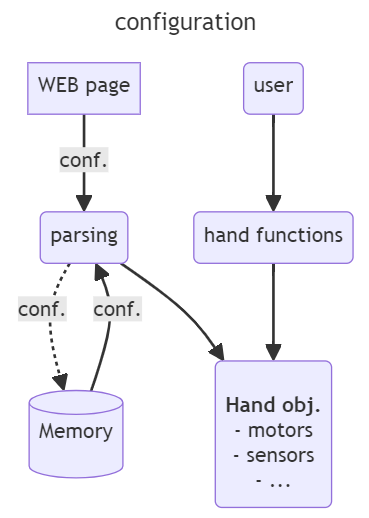 configuration
WEB page
user
conf.
parsing
hand functions
conf.
conf.
Memory
Hand obj.
- motors
- sensors
- ...